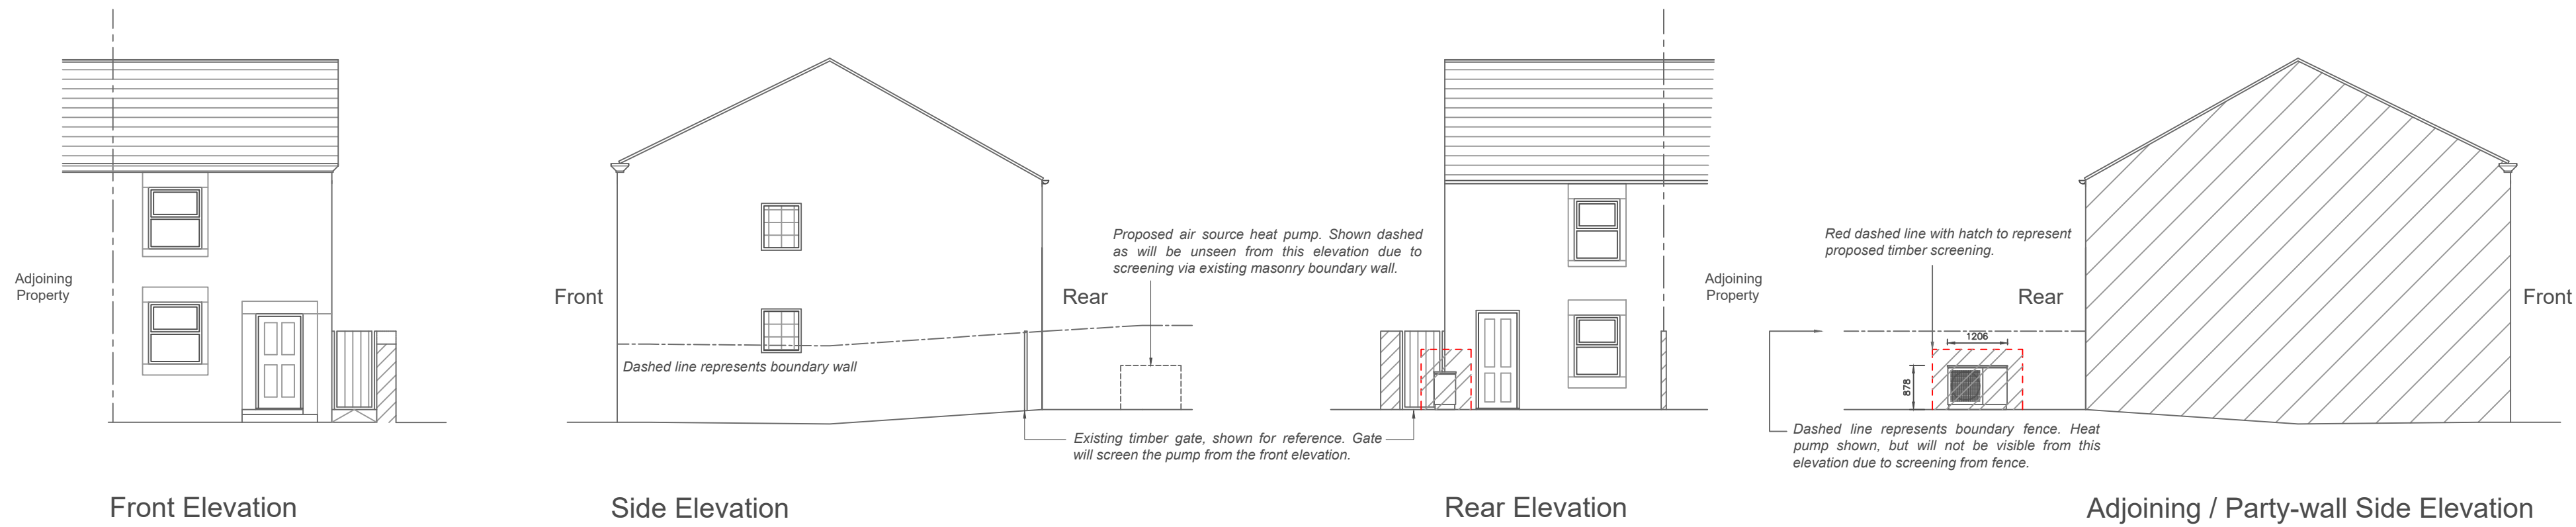 Adjoining
Property
Front
Dashed line represents boundary wall
Proposed air source heat pump. Shown dashed
as will be unseen from this elevation due to
screening via existing masonry boundary wall.
Rear
Existing timber gate, shown for reference. Gate
will screen the pump from the front elevation.
Adjoining
Property
Red dashed line with hatch to represent
proposed timber screening.
Rear
Front
1206
878
Dashed line represents boundary fence. Heat
pump shown, but will not be visible from this
elevation due to screening from fence.
Front Elevation
Side Elevation
Rear Elevation
Adjoining / Party-wall Side Elevation